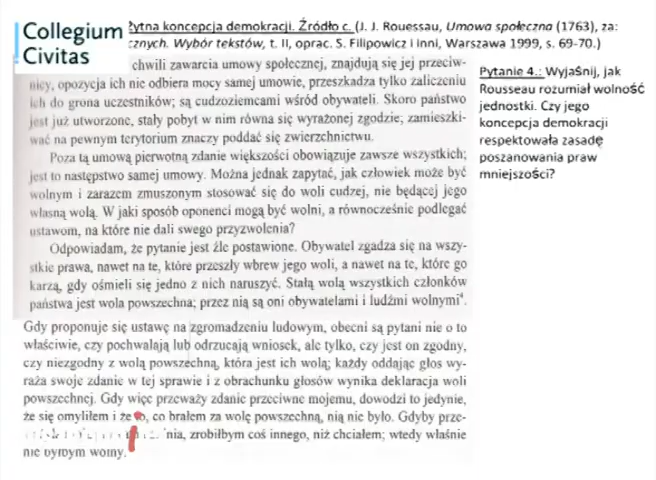 Collegium
Civitas
żytna koncepcja demokracji. Źródło c. (J. J. Rouessau, Umowa społeczna (1763), za:
cznych. Wybór tekstów, t. II, oprac. S. Filipowicz i inni, Warszawa 1999, s. 69-70.)
chwili zawarcia umowy społecznej, znajdują się jej przeciw-
nicy, opozycja ich nie odbiera mocy samej umowie, przeszkadza tylko zaliczeniu
ich do grona uczestników; są cudzoziemcami wśród obywateli. Skoro państwo
jest już utworzone, stały pobyt w nim równa się wyrażonej zgodzie; zamieszki-
wać na pewnym terytorium znaczy poddać się zwierzchnictwu.
Poza tą umową pierwotną zdanie większości obowiązuje zawsze wszystkich;
jest to następstwo samej umowy. Można jednak zapytać, jak człowiek może być
wolnym i zarazem zmuszonym stosować się do woli cudzej, nie będącej jego
własną wolą. W jaki sposób oponenci mogą być wolni, a równocześnie podlegać
ustawom, na które nie dali swego przyzwolenia?
Odpowiadam, że pytanie jest źle postawione. Obywatel zgadza się na wszy-
stkie prawa, nawet na te, które przeszły wbrew jego woli, a nawet na te, które go
karzą, gdy ośmieli się jedno z nich naruszyć. Stałą wolą wszystkich członków
państwa jest wola powszechna; przez nią są oni obywatelami i ludźmi wolnymi⁴.
Gdy proponuje się ustawę na zgromadzeniu ludowym, obecni są pytani nie o to
właściwie, czy pochwalają lub odrzucają wniosek, ale tylko, czy jest on zgodny,
czy niezgodny z wolą powszechną, która jest ich wolą; każdy oddając głos wy-
raża swoje zdanie w tej sprawie i z obrachunku głosów wynika deklaracja woli
powszechnej. Gdy więc przeważy zdanie przeciwne mojemu, dowodzi to jedynie,
że się omyliłem i że to, co brałem za wolę powszechną, nią nie było. Gdyby prze-
nia, zrobiłbym coś innego, niż chciałem; wtedy właśnie
nie byłbym wolny.
Pytanie 4.: Wyjaśnij, jak
Rousseau rozumiał wolność
jednostki. Czy jego
koncepcja demokracji
respektowała zasadę
poszanowania praw
mniejszości?